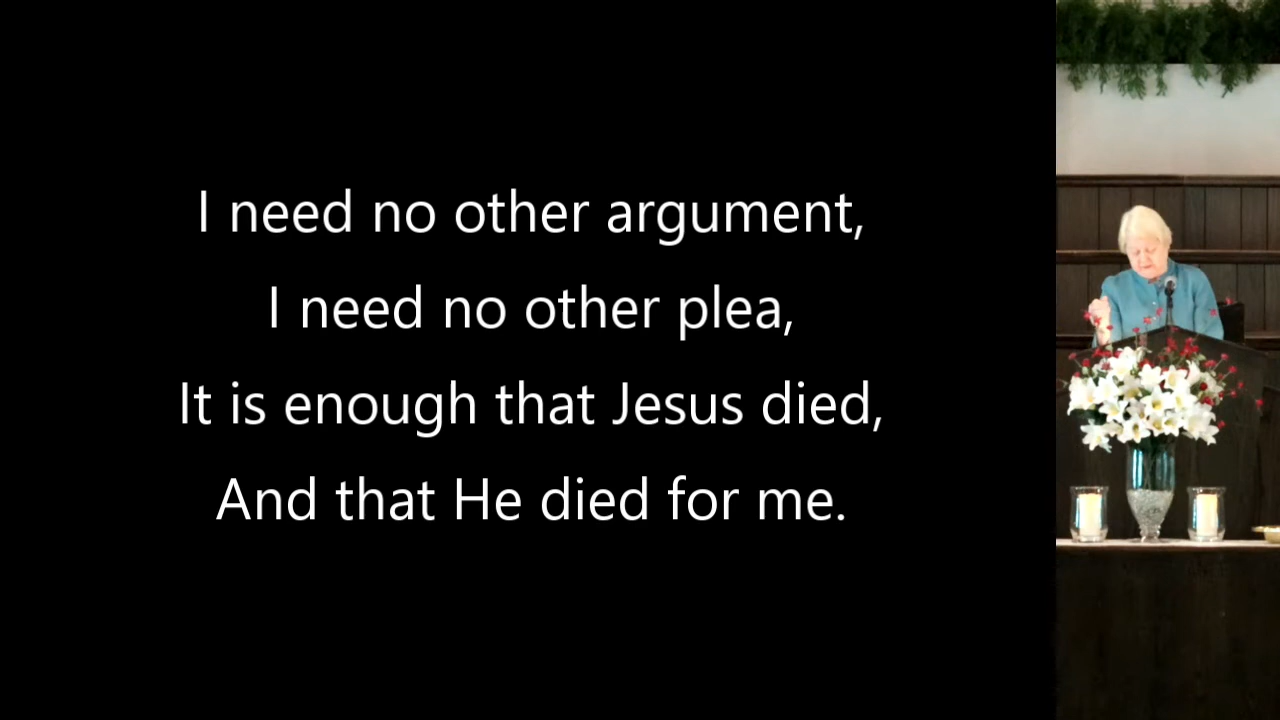 I need no other argument,
I need no other plea,
It is enough that Jesus died,
And that He died for me.